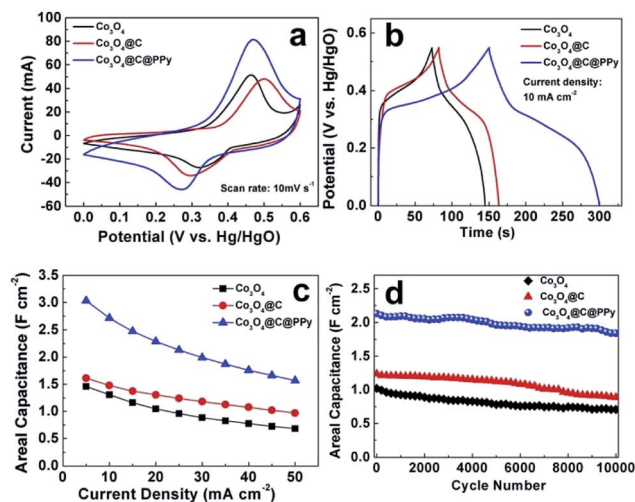 a
Co₃O₄
Co₃O₄@C
Co₃O₄@C@PPy
Scan rate: 10mV s⁻¹
Current (mA)
100
80
60
40
20
0
-20
-40
-60
0.0 0.1 0.2 0.3 0.4 0.5 0.6
Potential (V vs. Hg/HgO)
b
Co₃O₄
Co₃O₄@C
Co₃O₄@C@PPy
Current density:
10 mA cm⁻²
Potential (V vs. Hg/HgO)
0.6
0.4
0.2
0.0
0 50 100 150 200 250 300
Time (s)
c
Co₃O₄
Co₃O₄@C
Co₃O₄@C@PPy
Areal Capacitance (F cm⁻²)
3.5
3.0
2.5
2.0
1.5
1.0
0.5
0.0
0 10 20 30 40 50
Current Density (mA cm⁻²)
d
Co₃O₄
Co₃O₄@C
Co₃O₄@C@PPy
Areal Capacitance (F cm⁻²)
2.5
2.0
1.5
1.0
0.5
0.0
0 2000 4000 6000 8000 10000
Cycle Number